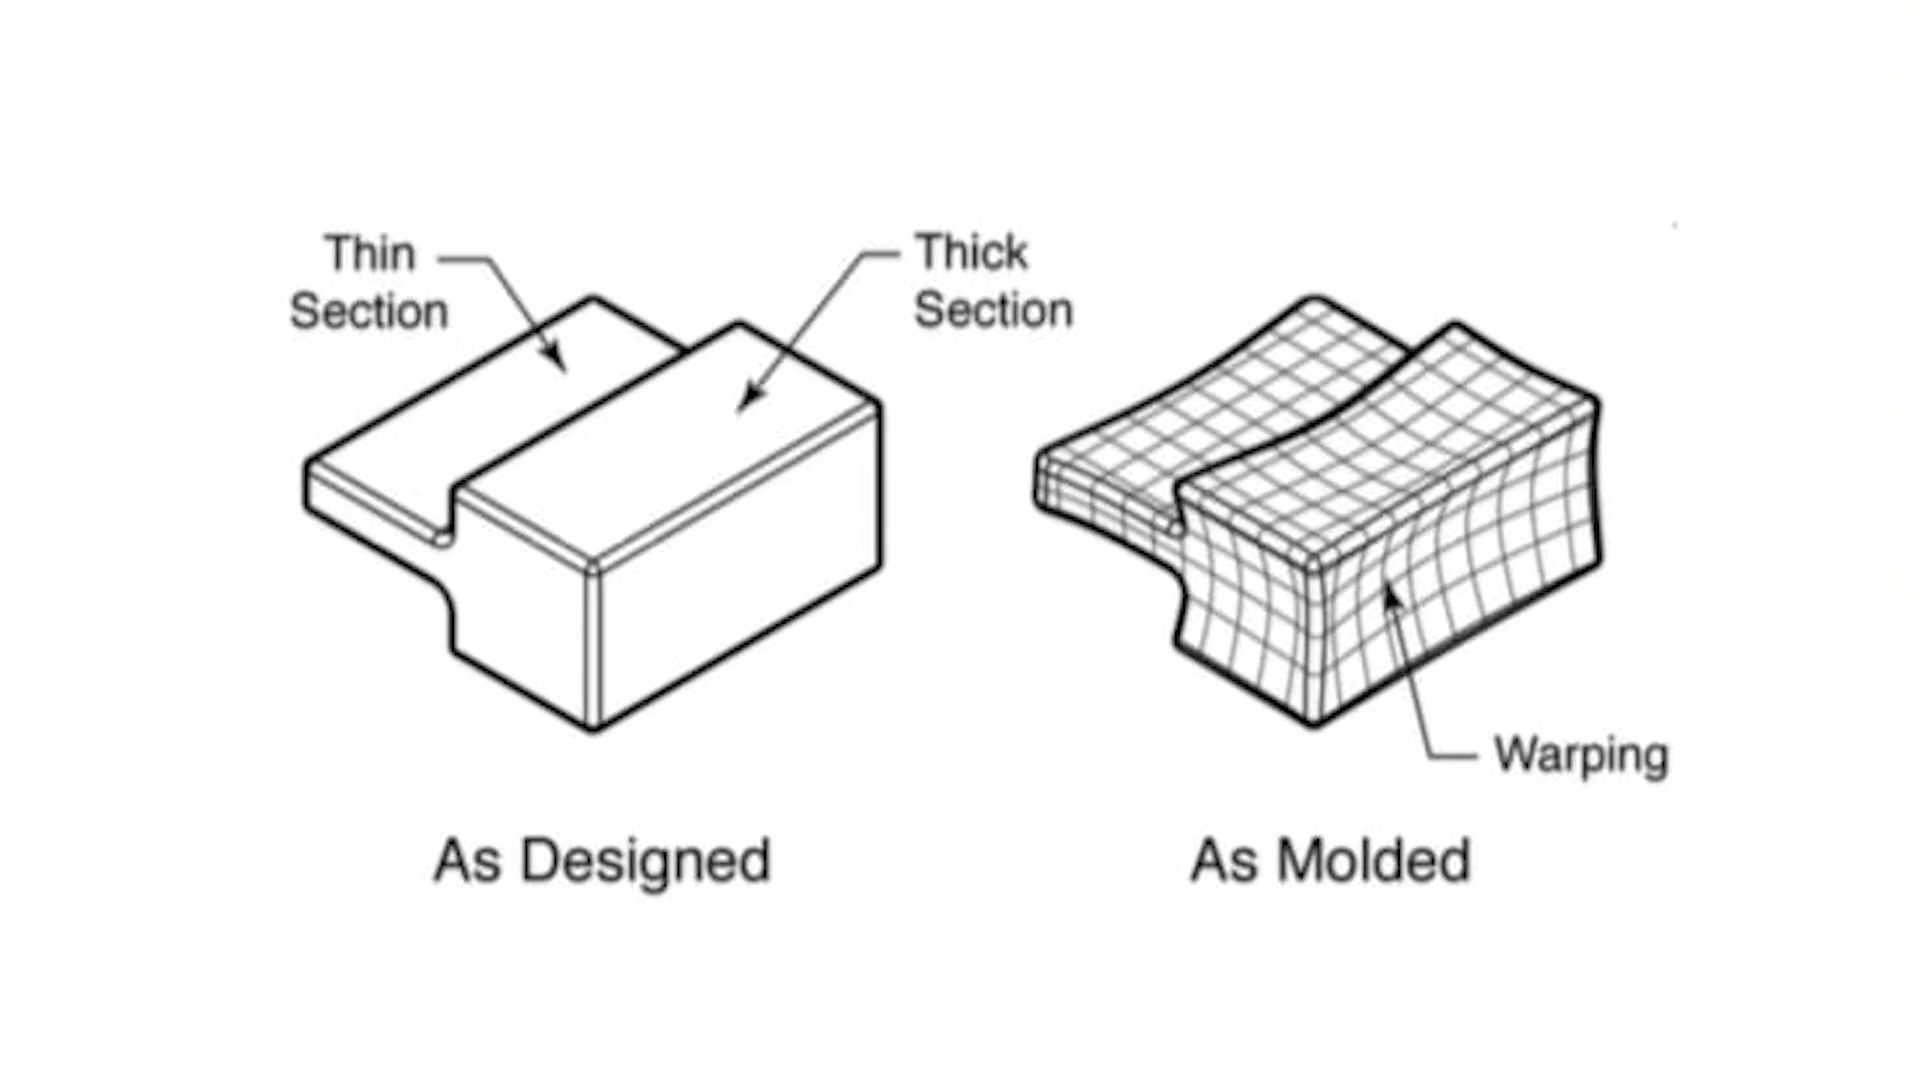 Thin
Section
Thick
Section
Warping
As Designed
As Molded